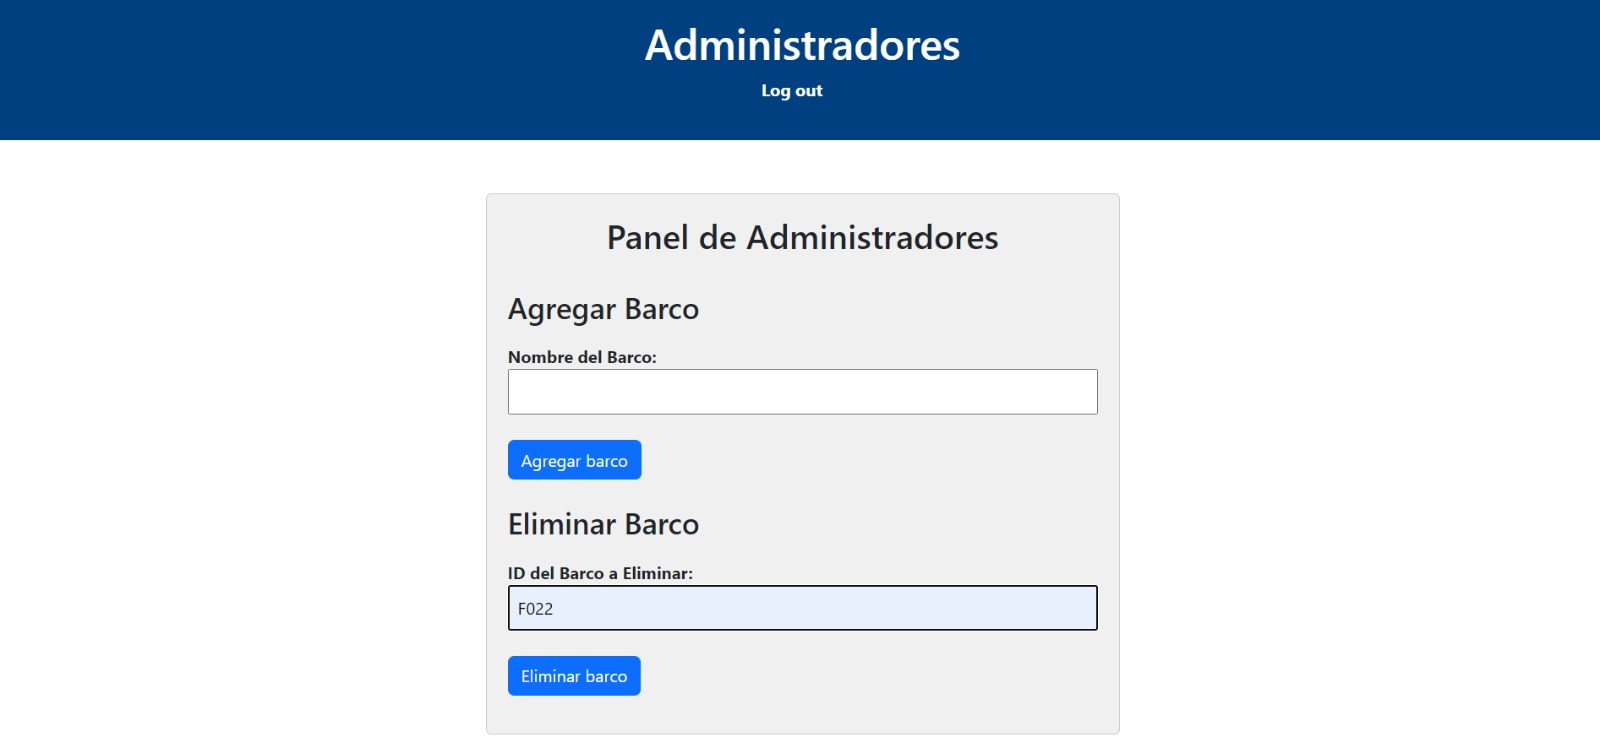 Administradores
Log out
Panel de Administradores
Agregar Barco
Nombre del Barco:
Agregar barco
Eliminar Barco
ID del Barco a Eliminar:
F022
Eliminar barco